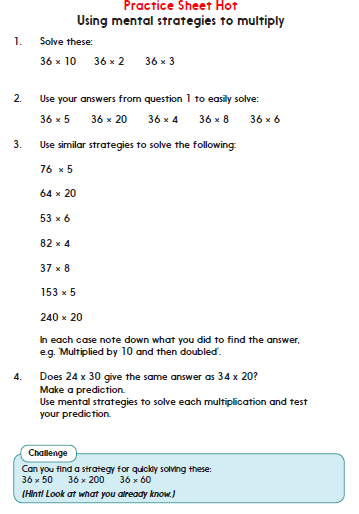 Practice Sheet Hot
Using mental strategies to multiply
1. Solve these:
36 × 10 36 × 2 36 × 3
2. Use your answers from question 1 to easily solve:
36 × 5 36 × 20 36 × 4 36 × 8 36 × 6
3. Use similar strategies to solve the following:
76 × 5
64 × 20
53 × 6
82 × 4
37 × 8
153 × 5
240 × 20
In each case note down what you did to find the answer,
e.g. 'Multiplied by 10 and then doubled'.
4. Does 24 x 30 give the same answer as 34 x 20?
Make a prediction.
Use mental strategies to solve each multiplication and test
your prediction.
Challenge
Can you find a strategy for quickly solving these:
36 × 50 36 × 200 36 × 60
(Hint! Look at what you already know.)